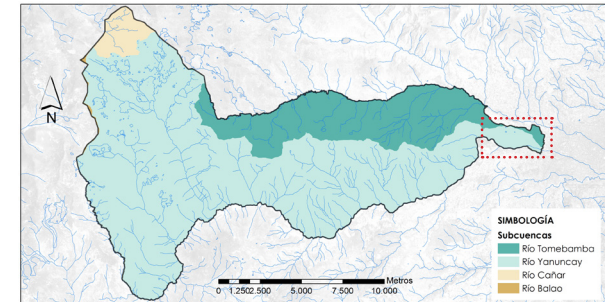 N
SIMBOLOGÍA
Subcuencas
Río Tomebamba
Río Yanuncay
Río Cañar
Río Balao
Metros
0 1.250 2.500 5.000 7.500 10.000